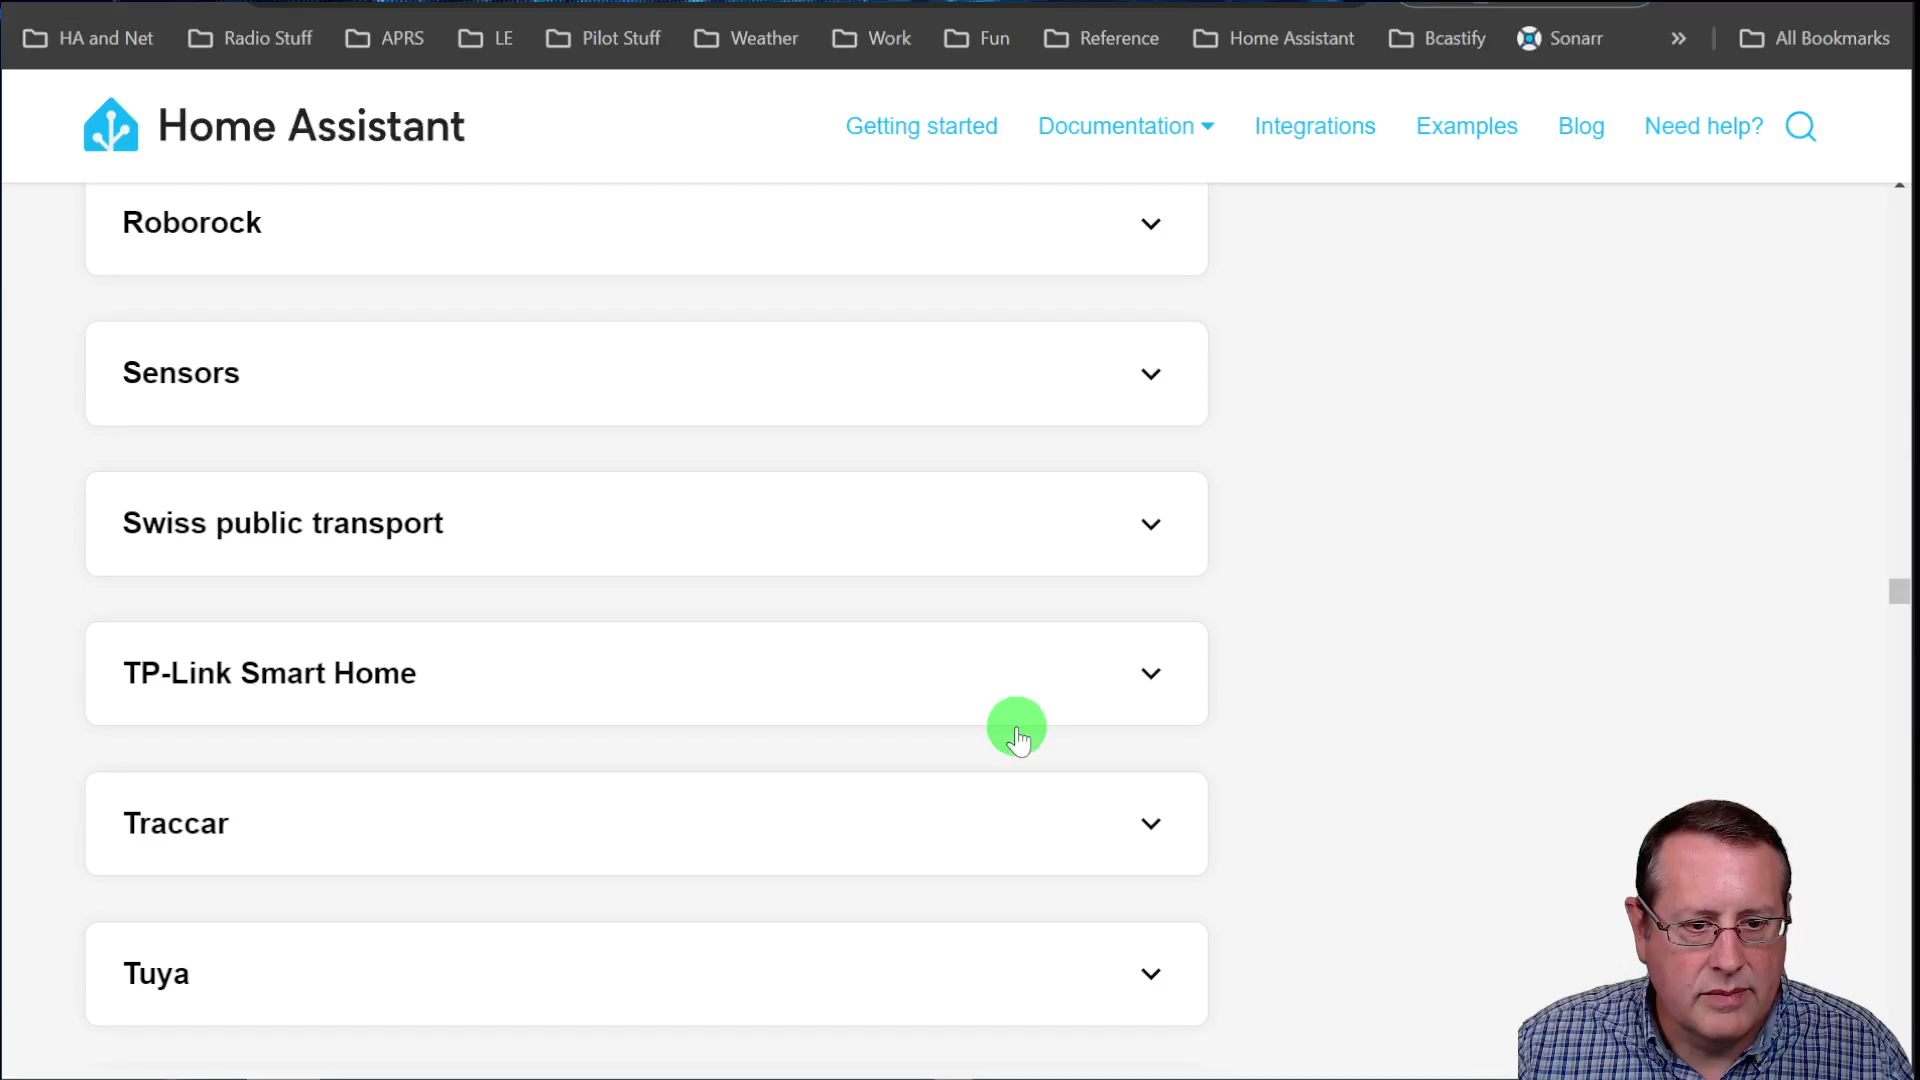 HA and Net Radio Stuff APRS LE Pilot Stuff Weather Work Fun Reference Home Assistant Bcastify Sonarr » All Bookmarks
Home Assistant Getting started Documentation Integrations Examples Blog Need help?
Roborock
Sensors
Swiss public transport
TP-Link Smart Home
Traccar
Tuya